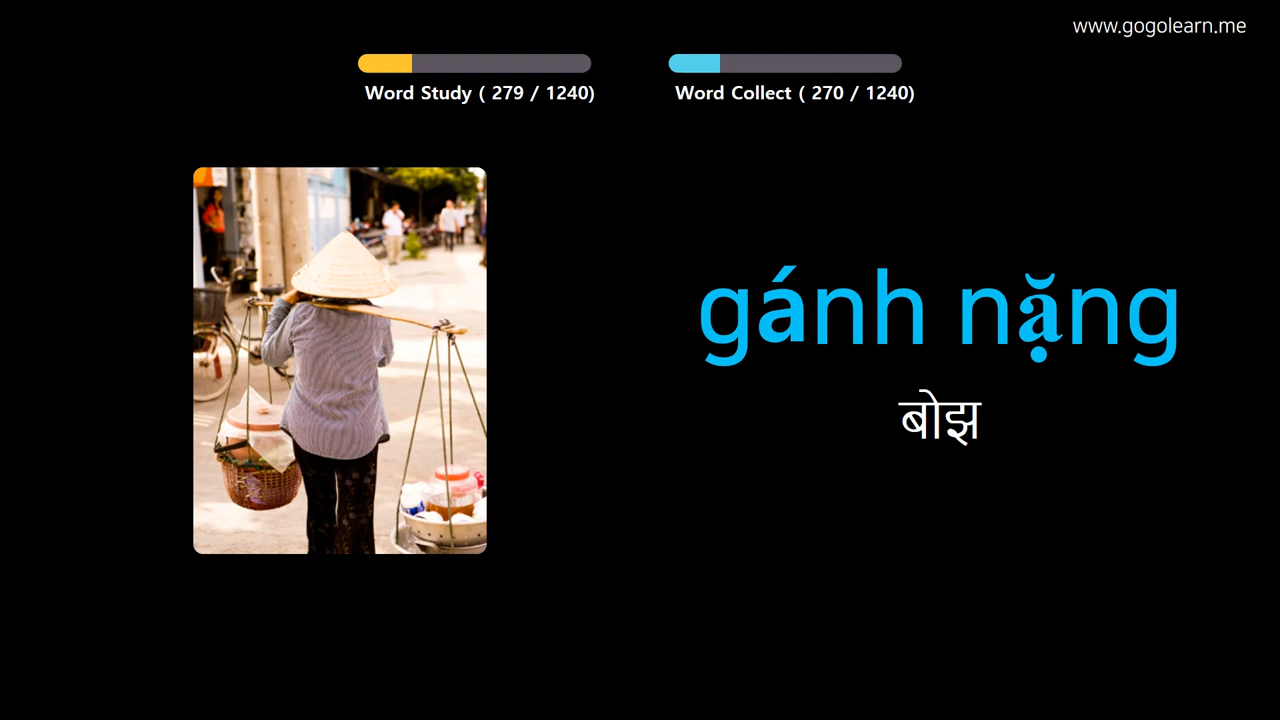 www.gogolearn.me
Word Study ( 279 / 1240)
Word Collect ( 270 / 1240)
gánh nặng
बोझ